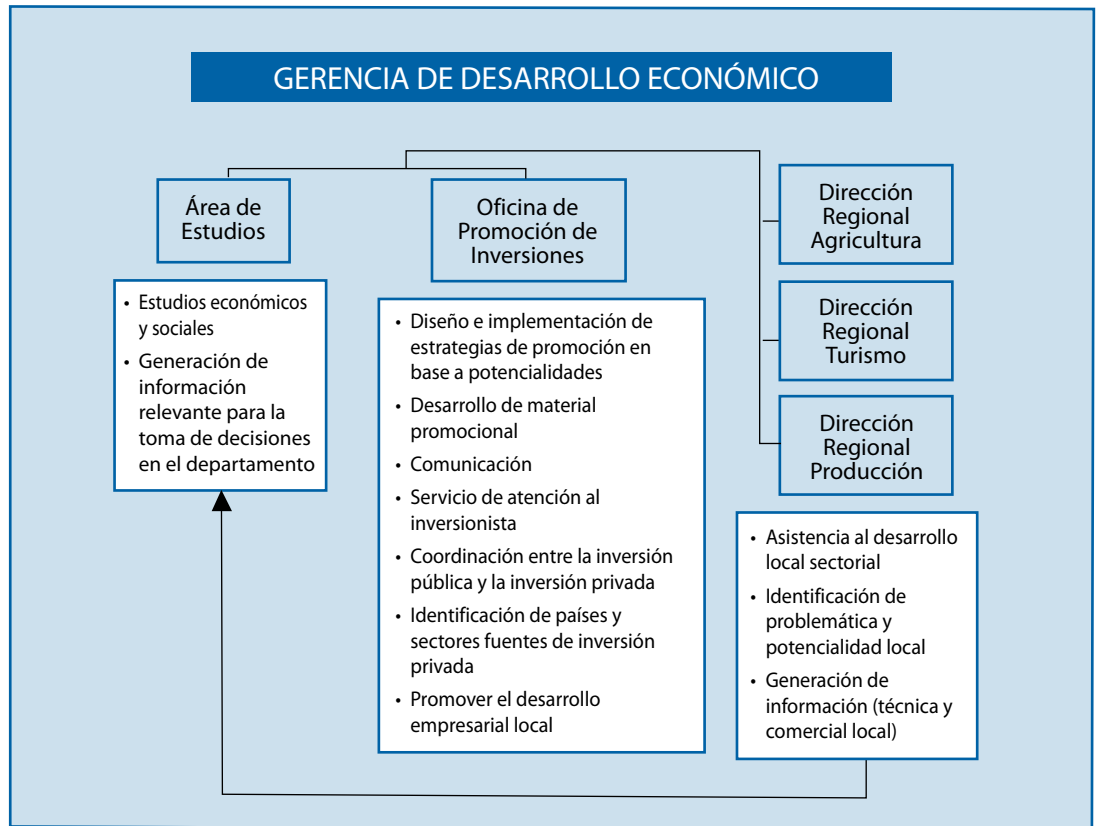 GERENCIA DE DESARROLLO ECONÓMICO
Área de
Estudios
• Estudios económicos
y sociales
• Generación de
información
relevante para la
toma de decisiones
en el departamento
Oficina de
Promoción de
Inversiones
• Diseño e implementación de
estrategias de promoción en
base a potencialidades
• Desarrollo de material
promocional
• Comunicación
• Servicio de atención al
inversionista
• Coordinación entre la inversión
pública y la inversión privada
• Identificación de países y
sectores fuentes de inversión
privada
• Promover el desarrollo
empresarial local
Dirección
Regional
Agricultura
Dirección
Regional
Turismo
Dirección
Regional
Producción
• Asistencia al desarrollo
local sectorial
• Identificación de
problemática y
potencialidad local
• Generación de
información (técnica y
comercial local)